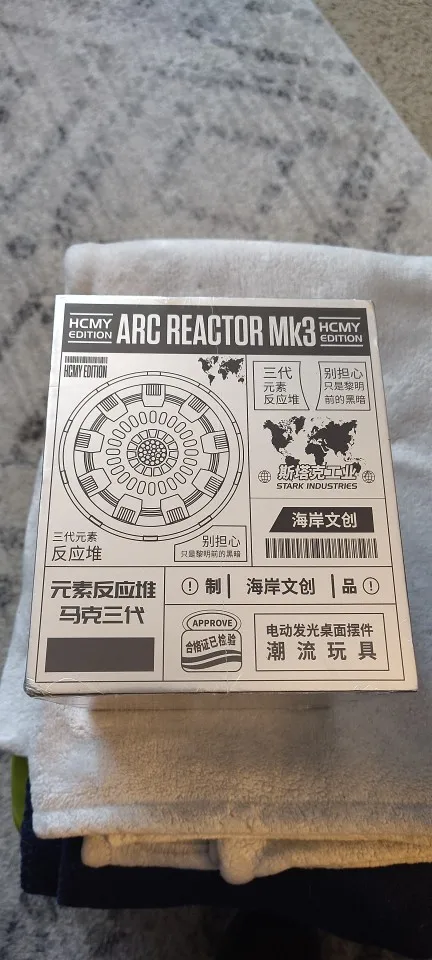 HCMY
EDITION
ARC REACTOR Mk3
HCMY
EDITION
HCMY EDITION
三代
元素
反应堆
别担心
只是黎明
前的黑暗
斯塔克工业
STARK INDUSTRIES
海岸文创
三代元素
反应堆
别担心
只是黎明前的黑暗
元素反应堆
马克三代
制 海岸文创 品
APPROVE
合格证已检验
电动发光桌面摆件
潮流玩具